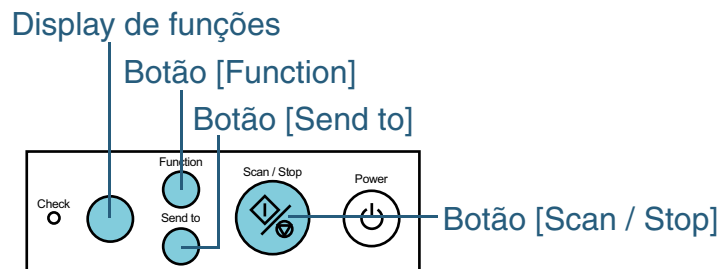 Display de funções
Botão [Function]
Botão [Send to]
Function
Scan / Stop
Power
Check
Send to
Botão [Scan / Stop]